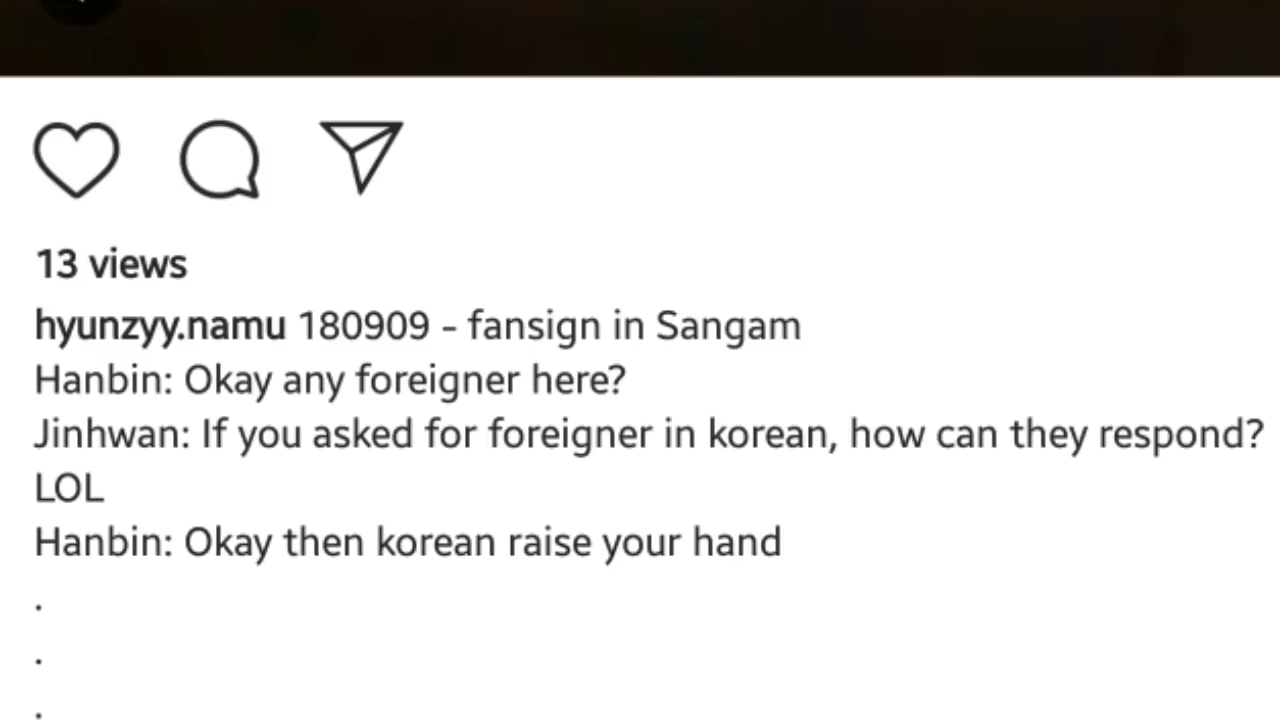 13 views
hyunzyy.namu 180909 - fansign in Sangam
Hanbin: Okay any foreigner here?
Jinhwan: If you asked for foreigner in korean, how can they respond?
LOL
Hanbin: Okay then korean raise your hand
.
.
.